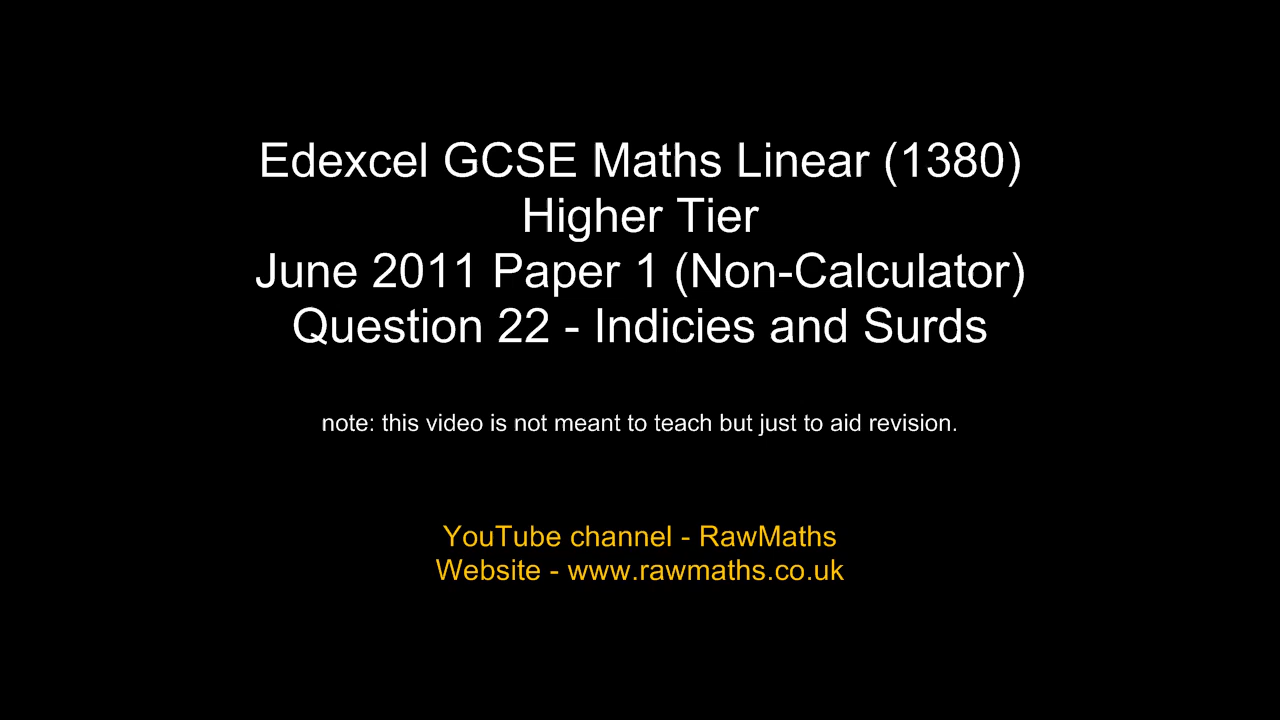 Edexcel GCSE Maths Linear (1380)
Higher Tier
June 2011 Paper 1 (Non-Calculator)
Question 22 - Indicies and Surds
note: this video is not meant to teach but just to aid revision.
YouTube channel - RawMaths
Website - www.rawmaths.co.uk